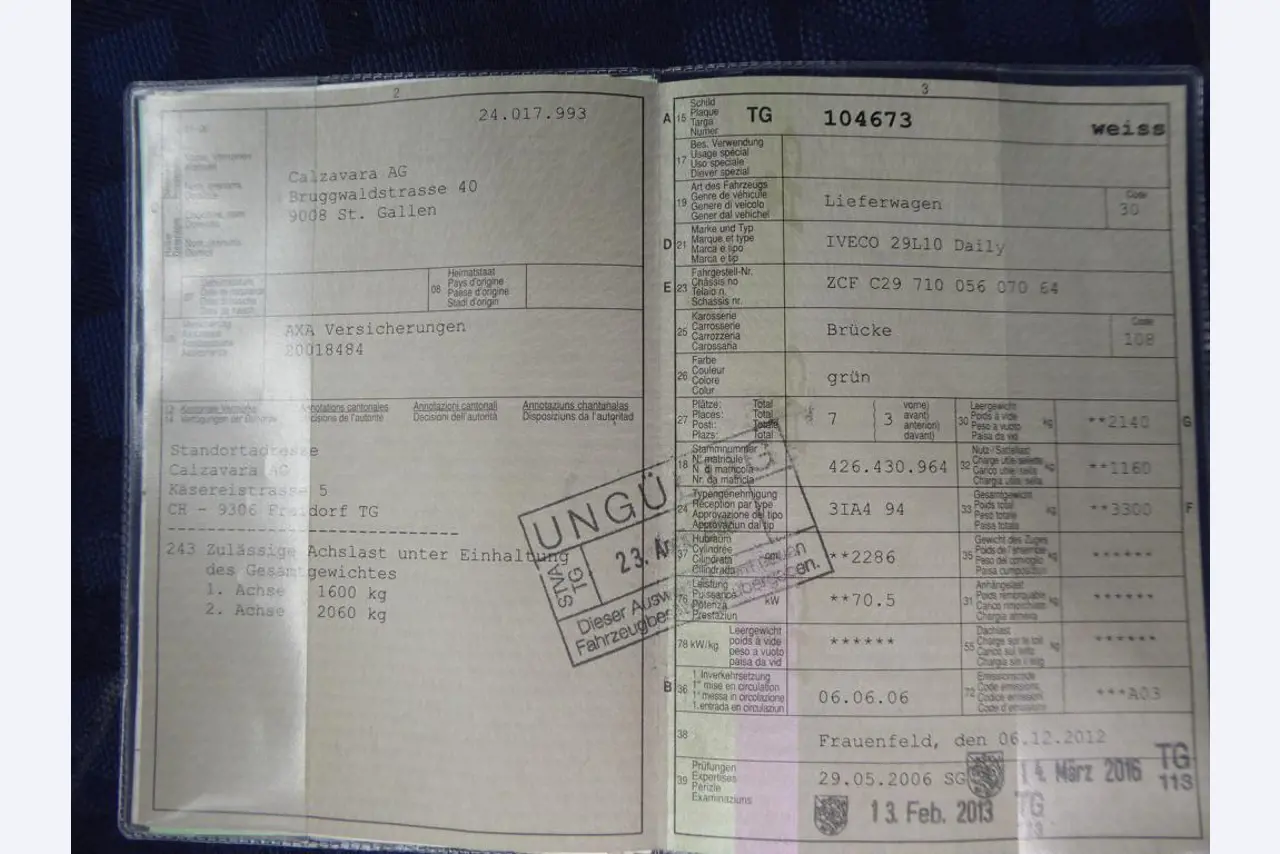 2
24.017.993
Calzavara AG
Bruggwaldstrasse 40
9008 St. Gallen
08
Heimatstaat
Pays d'origine
Paese d'origine
Stadi d'origin
AXA Versicherungen
20018484
Annotations cantonales
Décisions de l'autorité
Annotazioni cantonali
Decisioni dell'autorità
Annotaziuns chantunalas
Disposiziuns da l'autoritad
Standortadresse
Calzavara AG
Käsereistrasse 5
CH - 9306 Freidorf TG
243 Zulässige Achslast unter Einhaltung
des Gesamtgewichtes
1. Achse 1600 kg
2. Achse 2060 kg
UNGÜ
23.
STVA
TG
Dieser Ausw
Fahrzeugbe
übergeben.
3
A 15 Schild
Plaque
Targa
Numer
TG 104673 weiss
17 Bes. Verwendung
Usage spécial
Uso speciale
Diever spezial
19 Art des Fahrzeugs
Genre de véhicule
Genere di veicolo
Gener dal vehichel
Lieferwagen
Code
30
D 21 Marke und Typ
Marque et type
Marca e tipo
Marca e tip
IVECO 29L10 Daily
E 23 Fahrgestell-Nr.
Châssis no
Telaio n.
Schassis nr.
ZCF C29 710 056 070 64
25 Karosserie
Carrosserie
Carrozzeria
Carossaria
Brücke
Code
108
26 Farbe
Couleur
Colore
Colur
grün
27 Plätze: Total
Places: Total
Posti: Totale
Plazs: Total
7 { 3 vorne)
avant)
anteriori)
davant)
30 Leergewicht
Poids à vide
Peso a vuoto
Paisa da vid
kg
**2140
G
18 Stammnummer
N° matricule
N. di matricola
Nr. da matricla
426.430.964
32
kg
**1160
24 Typengenehmigung
Réception par type
Approvazione del tipo
Approvaziun dal tip
3IA4 94
33 Gesamtgewicht
Poids total
Peso totale
Paisa totala
kg
**3300
F
37 Hubraum
Cylindrée
Cilindrata
Cilindrada
**2286
35 Gewicht des Zuges
kg
******
76 Leistung
Puissance
Potenza
Prestaziun
kW
**70.5
31 Anhängelast
kg
******
78 kW/kg
Leergewicht
poids à vide
peso a vuoto
paisa da vid
******
55 Dachlast
kg
******
B 36 1. Inverkehrsetzung
1re mise en circulation
1a messa in circolazione
1. entrada en circulaziun
06.06.06
72 Emissionscode
Code émissions
Codice emissioni
Code d'emissiuns
***A03
38
Frauenfeld, den 06.12.2012
39 Prüfungen
Expertises
Perizie
Examinaziuns
29.05.2006 SG
14. März 2016
TG
113
13 Feb. 2013
TG